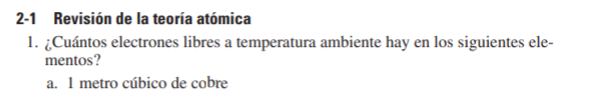 2-1 Revisión de la teoría atómica
1. ¿Cuántos electrones libres a temperatura ambiente hay en los siguientes ele-
mentos?
a. 1 metro cúbico de cobre